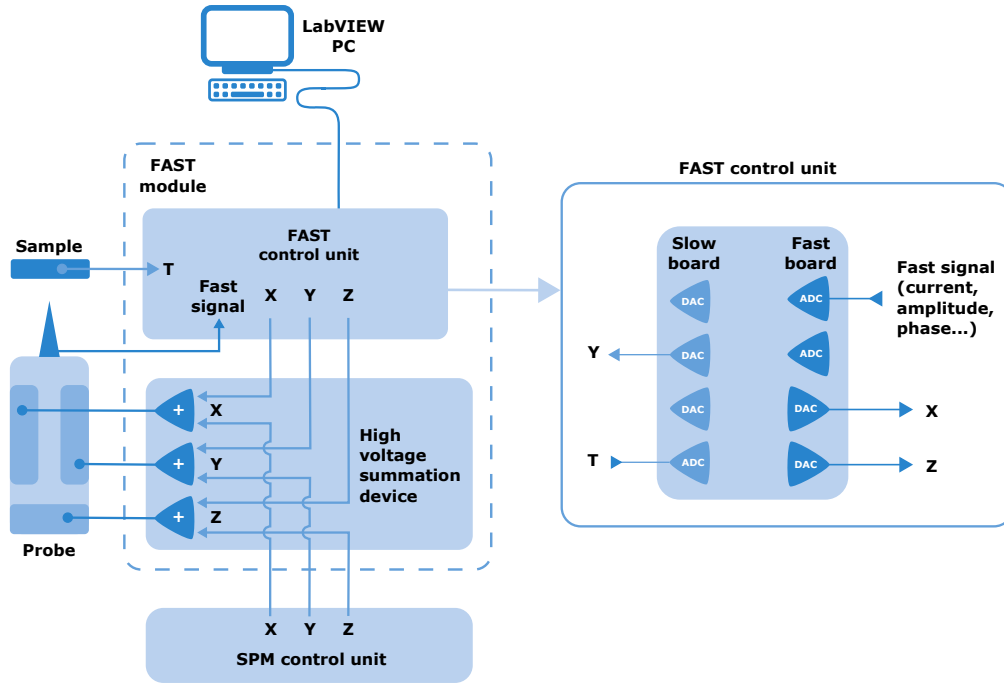 LabVIEW
PC
FAST
module
FAST
control unit
Sample
T
Fast
signal
X Y Z
+ X
+ Y
+ Z
High
voltage
summation
device
Probe
X Y Z
SPM control unit
FAST control unit
Slow
board
Fast
board
DAC
ADC
Fast signal
(current,
amplitude,
phase...)
Y
DAC
ADC
DAC
DAC
X
T
ADC
DAC
Z